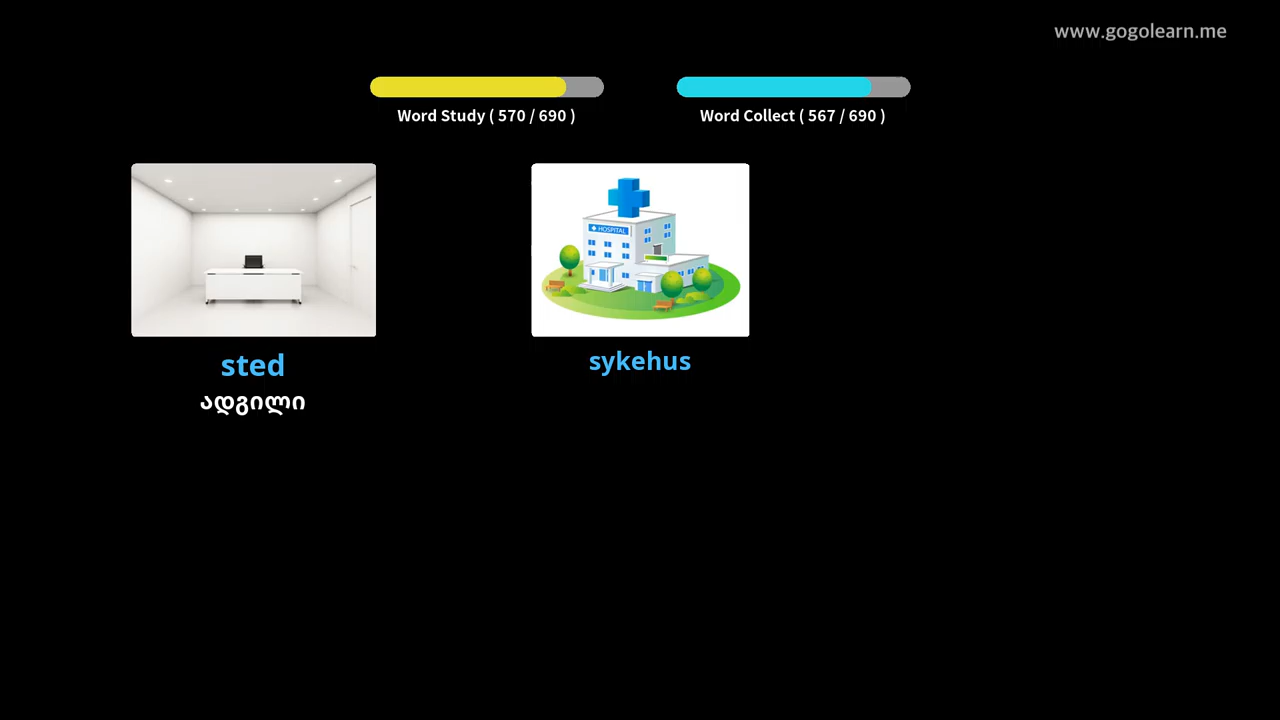 www.gogolearn.me
Word Study ( 570 / 690 )
Word Collect ( 567 / 690 )
HOSPITAL
sted
ადგილი
sykehus